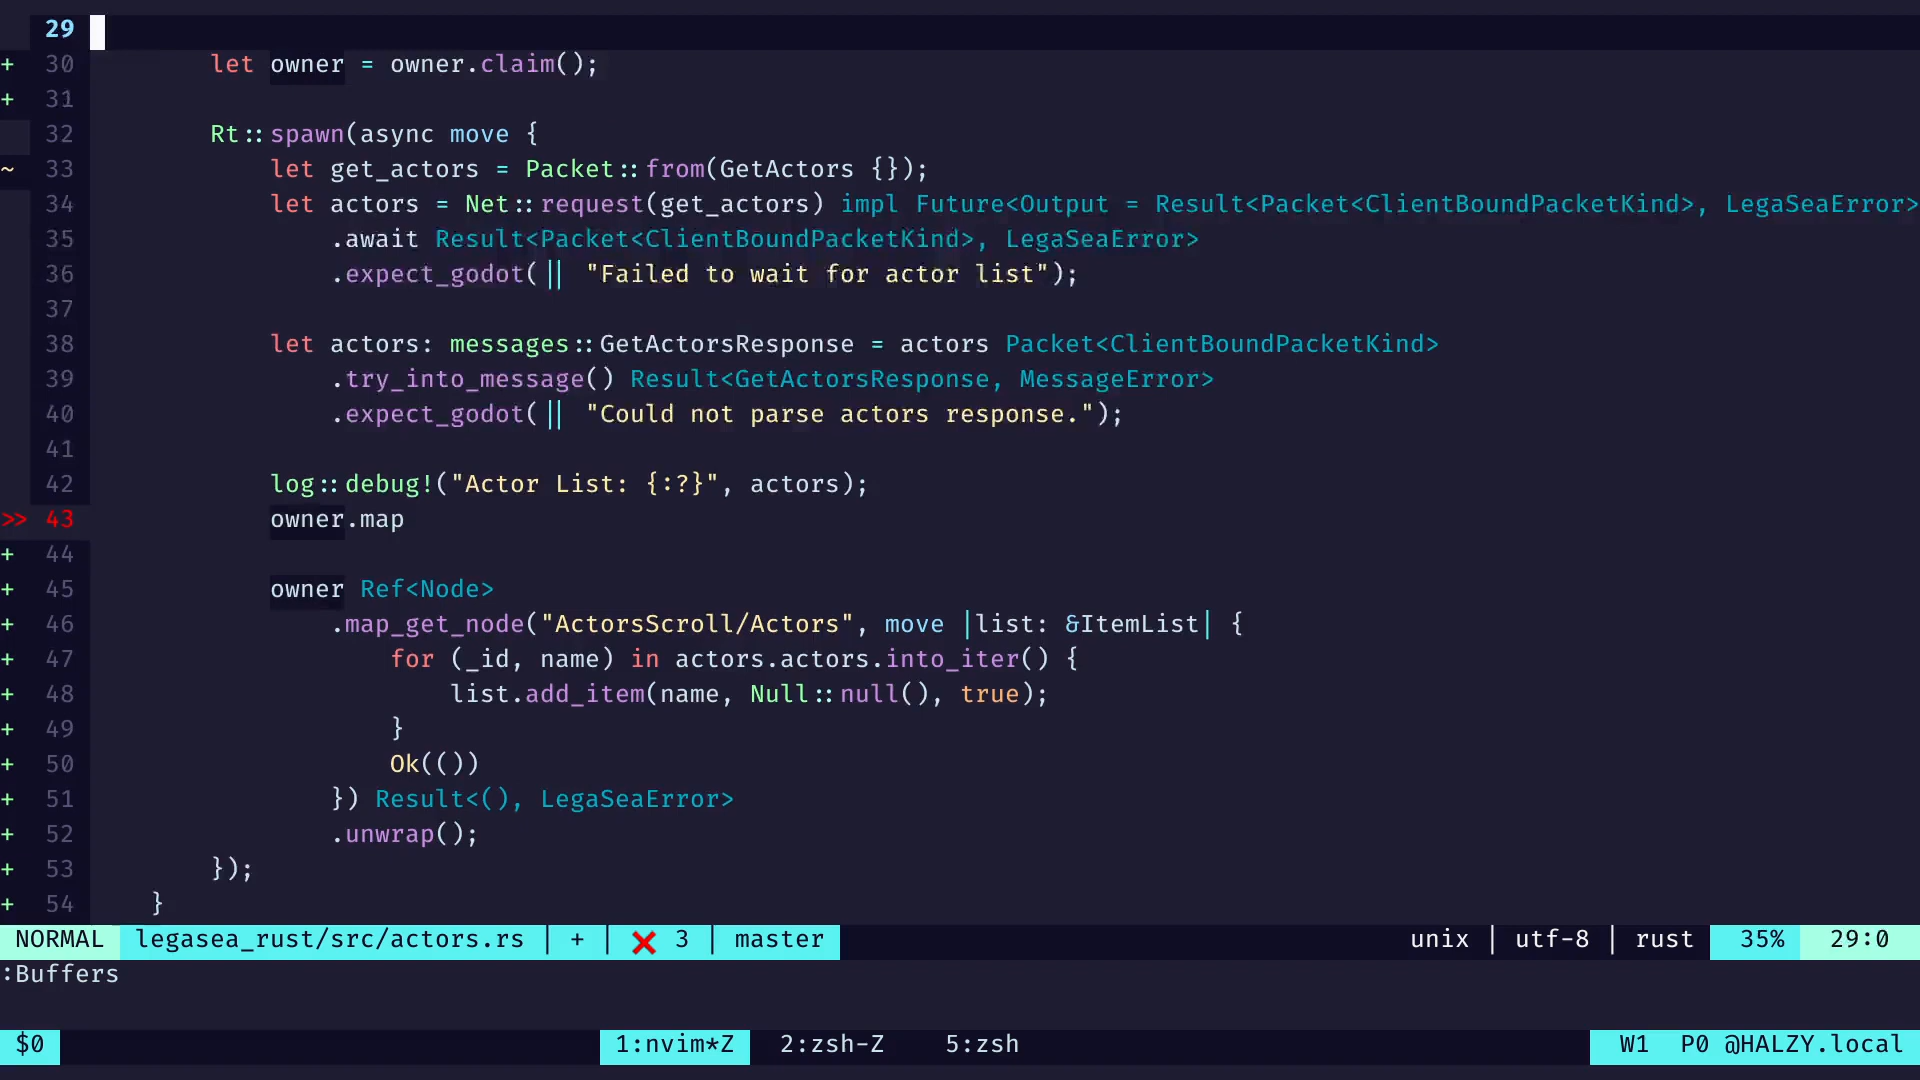 29
+ 30 let owner = owner.claim();
+ 31
32 Rt::spawn(async move {
~ 33 let get_actors = Packet::from(GetActors {});
34 let actors = Net::request(get_actors) impl Future<Output = Result<Packet<ClientBoundPacketKind>, LegaSeaError>
35 .await Result<Packet<ClientBoundPacketKind>, LegaSeaError>
36 .expect_godot(|| "Failed to wait for actor list");
37
38 let actors: messages::GetActorsResponse = actors Packet<ClientBoundPacketKind>
39 .try_into_message() Result<GetActorsResponse, MessageError>
40 .expect_godot(|| "Could not parse actors response.");
41
42 log::debug!("Actor List: {:?}", actors);
>> 43 owner.map
+ 44
+ 45 owner Ref<Node>
+ 46 .map_get_node("ActorsScroll/Actors", move |list: &ItemList| {
+ 47 for (_id, name) in actors.actors.into_iter() {
+ 48 list.add_item(name, Null::null(), true);
+ 49 }
+ 50 Ok(())
+ 51 }) Result<(), LegaSeaError>
+ 52 .unwrap();
+ 53 });
+ 54 }
NORMAL legasea_rust/src/actors.rs | + | ❌ 3 | master unix | utf-8 | rust 35% 29:0
:Buffers
$0 1:nvim*Z 2:zsh-Z 5:zsh W1 P0 @HALZY.local